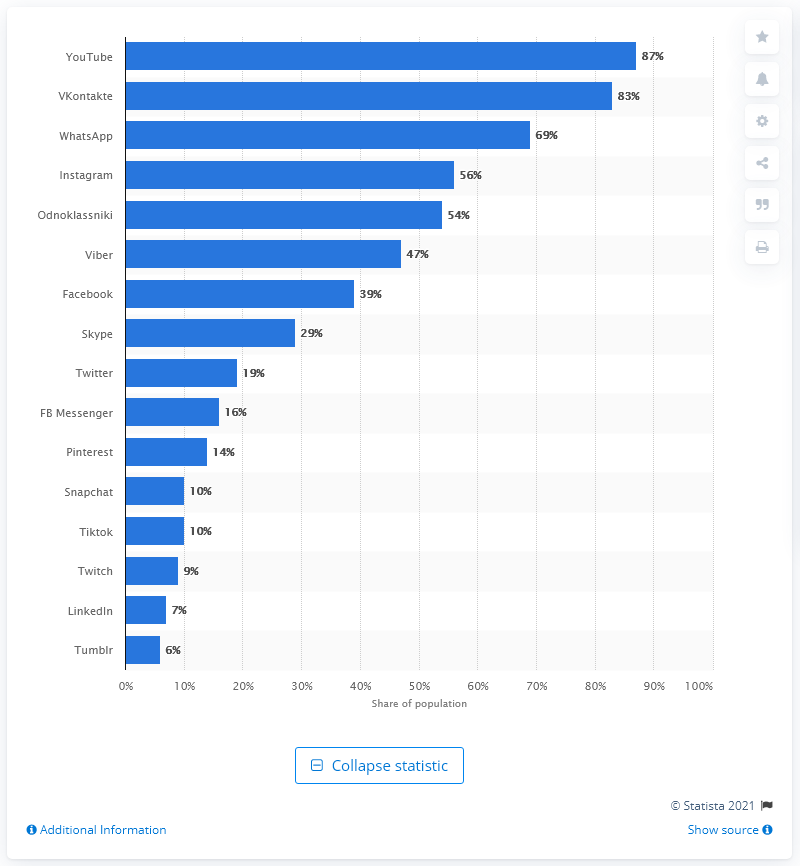 YouTube 87%
VKontakte 83%
WhatsApp 69%
Instagram 56%
Odnoklassniki 54%
Viber 47%
Facebook 39%
Skype 29%
Twitter 19%
FB Messenger 16%
Pinterest 14%
Snapchat 10%
Tiktok 10%
Twitch 9%
LinkedIn 7%
Tumblr 6%
0% 10% 20% 30% 40% 50% 60% 70% 80% 90% 100%
Share of population
Collapse statistic
© Statista 2021
Additional Information Show source